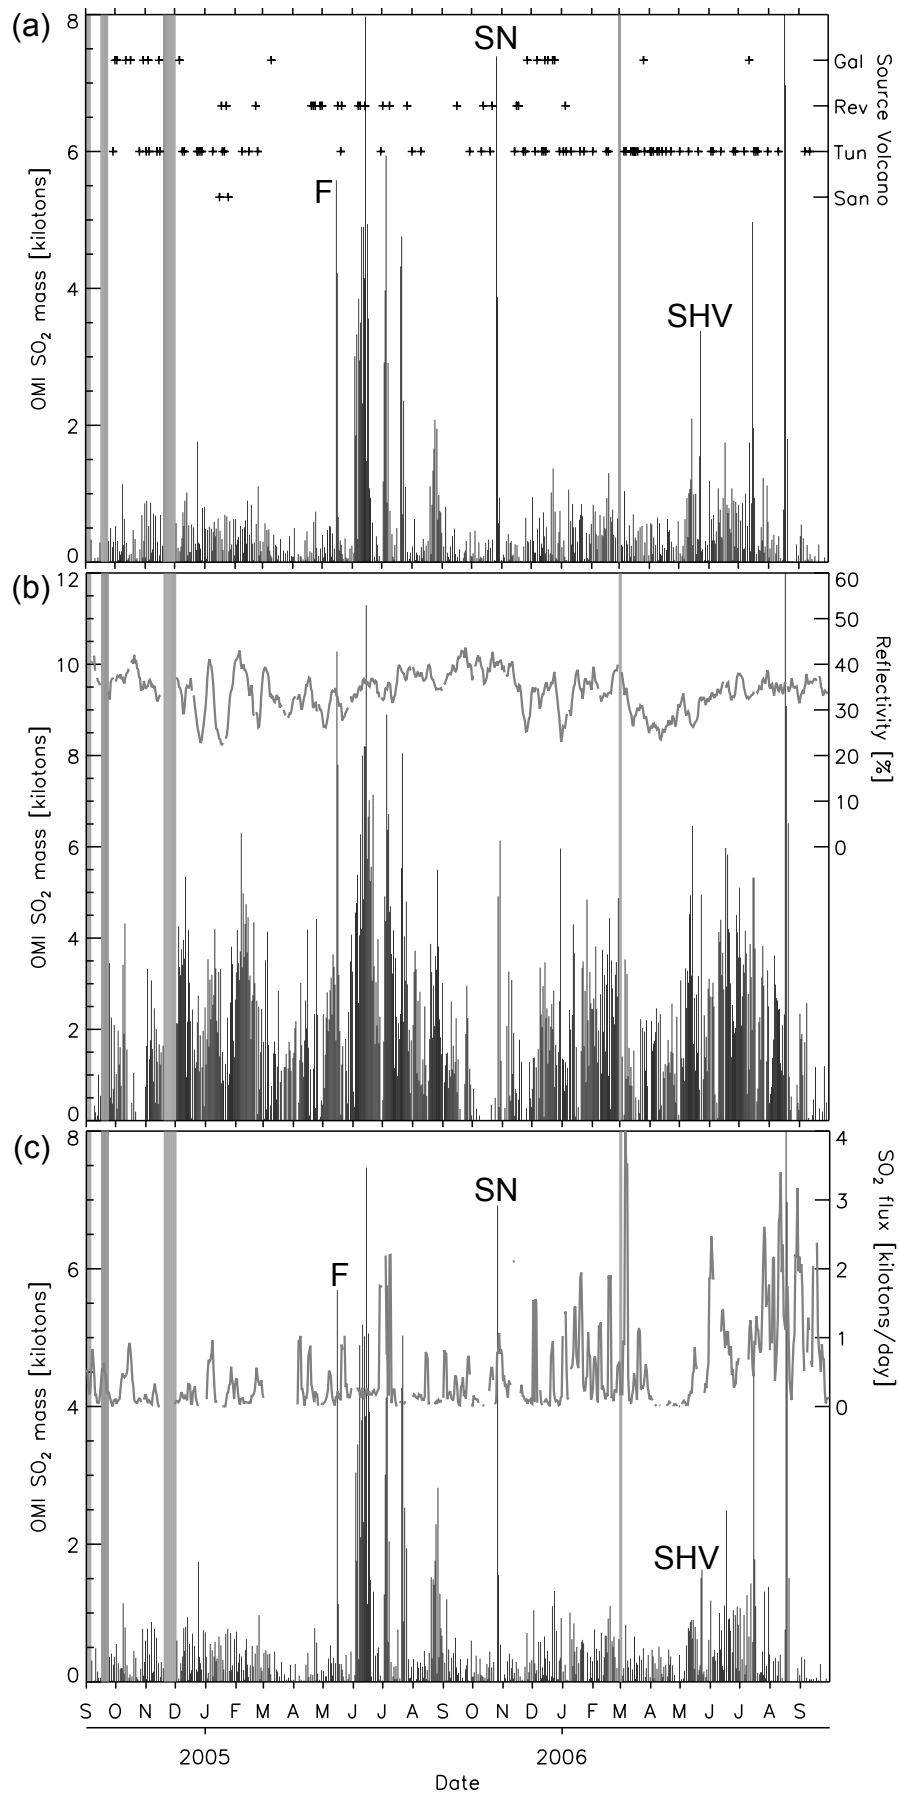 (a)
8
6
4
2
0
OMI SO2 mass [kilotons]
SN
F
SHV
Gal
Rev
Tun
San
Source Volcano
(b)
12
10
8
6
4
2
0
OMI SO2 mass [kilotons]
60
50
40
30
20
10
0
Reflectivity [%]
(c)
8
6
4
2
0
OMI SO2 mass [kilotons]
SN
F
SHV
4
3
2
1
0
SO2 flux [kilotons/day]
S O N D J F M A M J J A S O N D J F M A M J J A S
2005 2006
Date